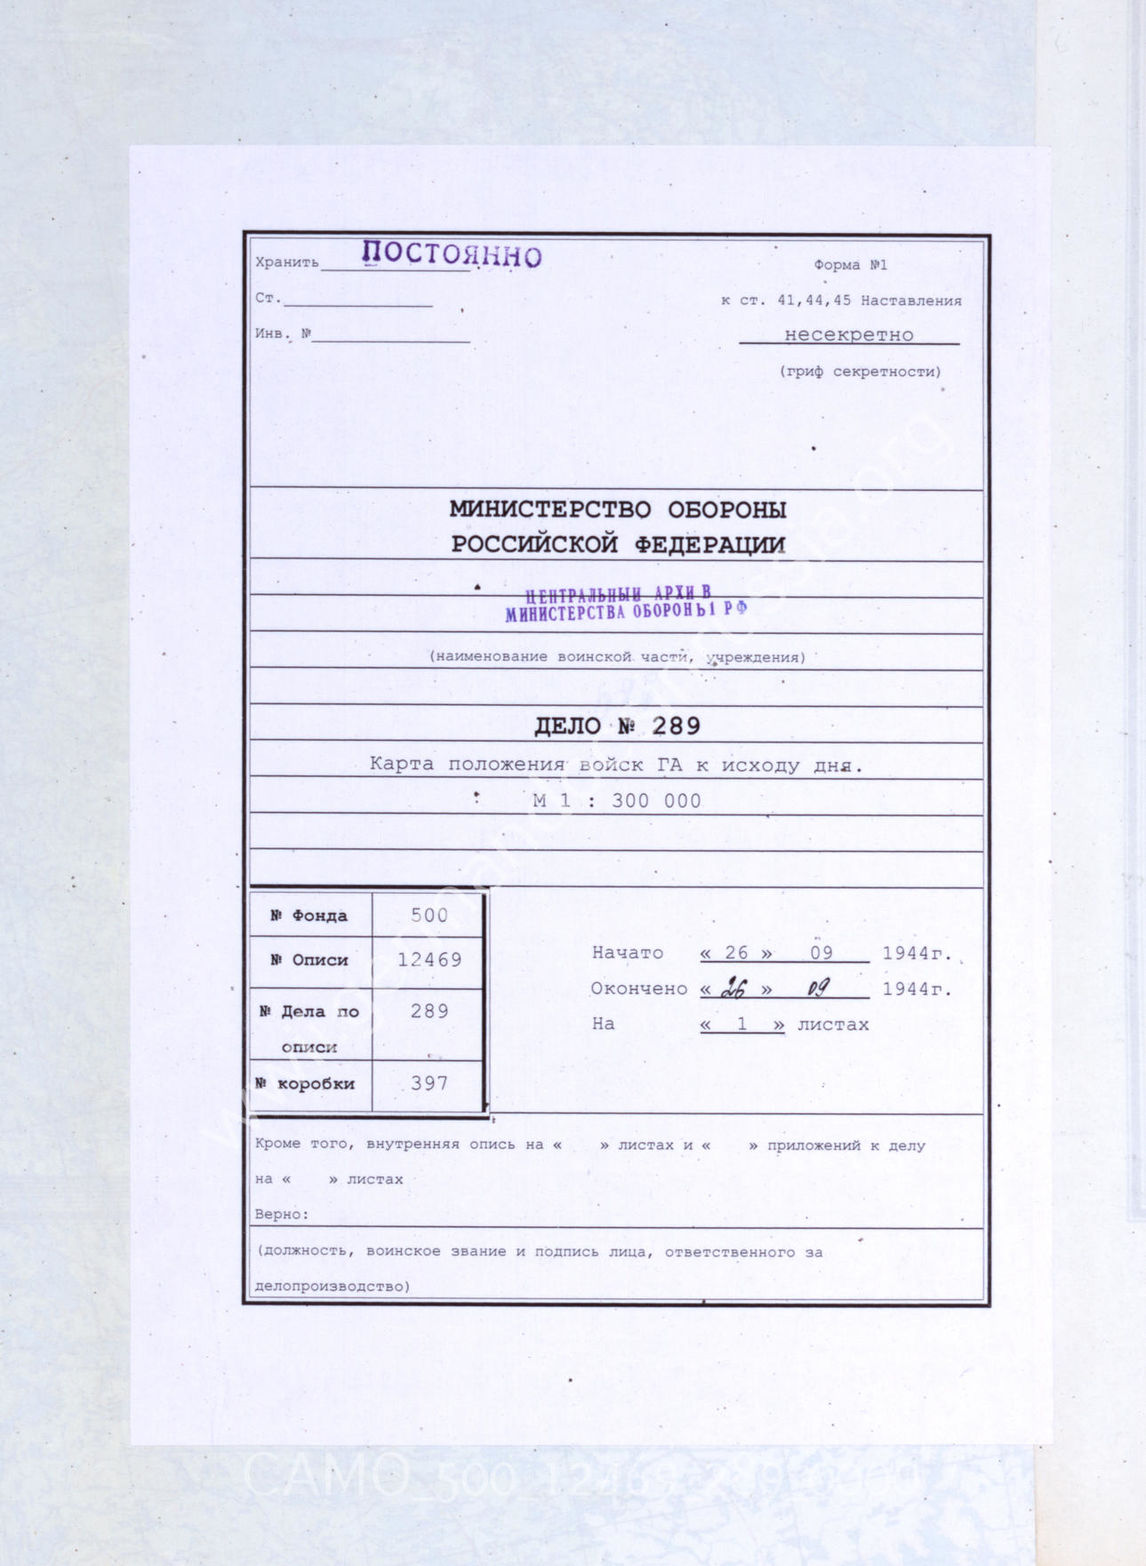 Хранить ПОСТОЯННО
Форма №1
Ст.
к ст. 41,44,45 Наставления
Инв. №
несекретно
(гриф секретности)
МИНИСТЕРСТВО ОБОРОНЫ
РОССИЙСКОЙ ФЕДЕРАЦИИ
ЦЕНТРАЛЬНЫЙ АРХИВ
МИНИСТЕРСТВА ОБОРОНЫ РФ
(наименование воинской части, учреждения)
ДЕЛО № 289
Карта положения войск ГА к исходу дня.
М 1 : 300 000
№ Фонда 500
№ Описи 12469
№ Дела по описи 289
№ коробки 397
Начато « 26 » 09 1944г.
Окончено « 26 » 09 1944г.
На « 1 » листах
Кроме того, внутренняя опись на « » листах и « » приложений к делу
на « » листах
Верно:
(должность, воинское звание и подпись лица, ответственного за
делопроизводство)